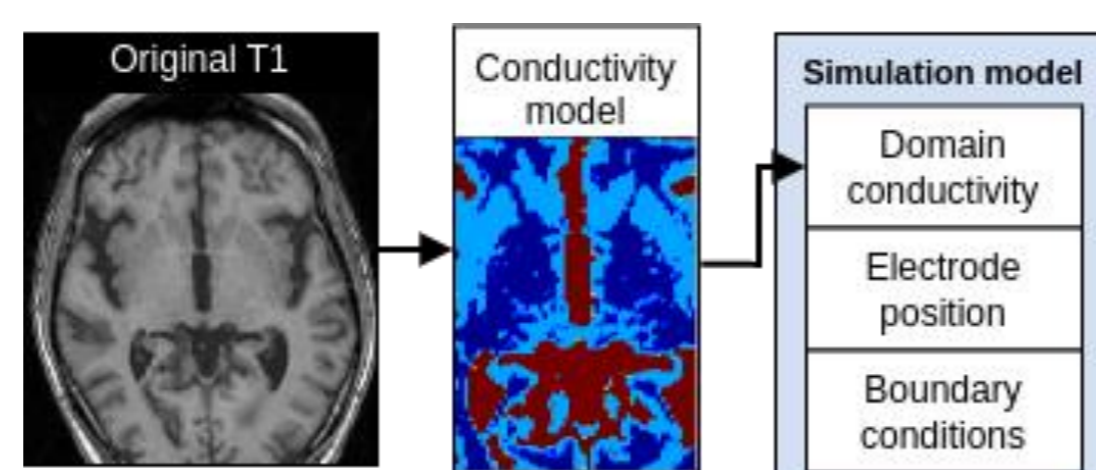 Original T1
Conductivity
model
Simulation model
Domain
conductivity
Electrode
position
Boundary
conditions